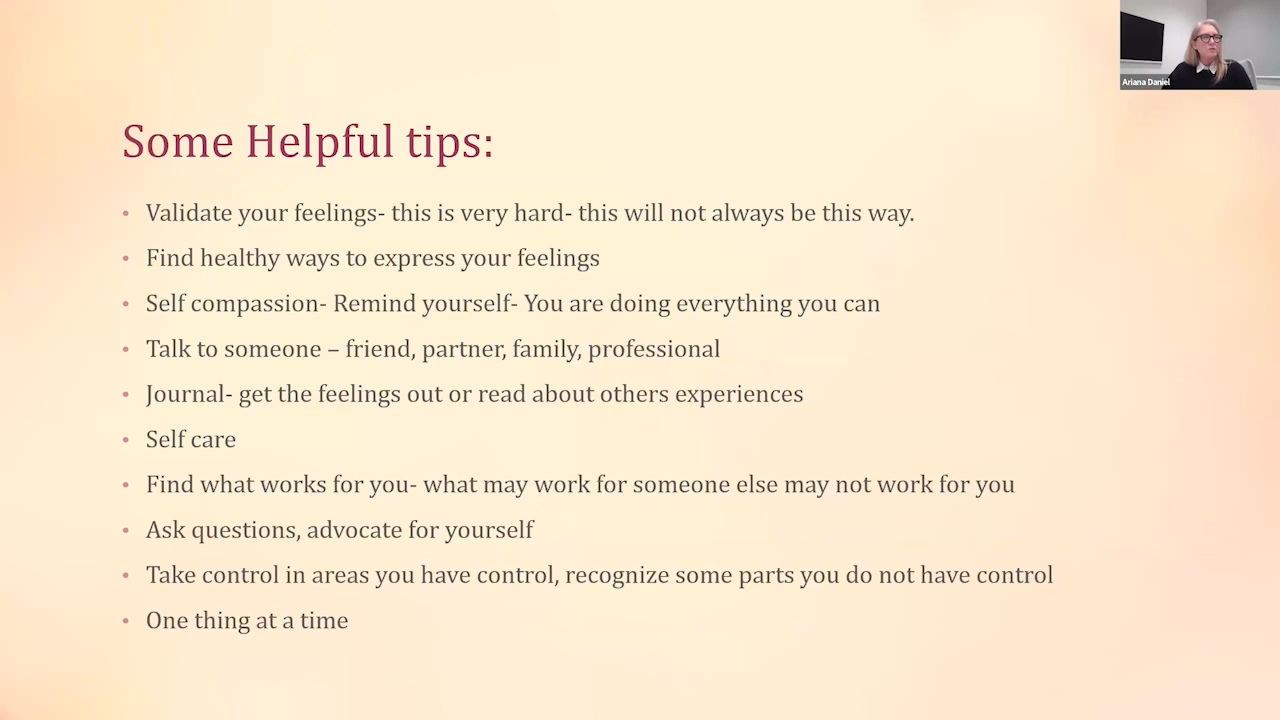 Ariana Daniel
Some Helpful tips:
• Validate your feelings- this is very hard- this will not always be this way.
• Find healthy ways to express your feelings
• Self compassion- Remind yourself- You are doing everything you can
• Talk to someone – friend, partner, family, professional
• Journal- get the feelings out or read about others experiences
• Self care
• Find what works for you- what may work for someone else may not work for you
• Ask questions, advocate for yourself
• Take control in areas you have control, recognize some parts you do not have control
• One thing at a time